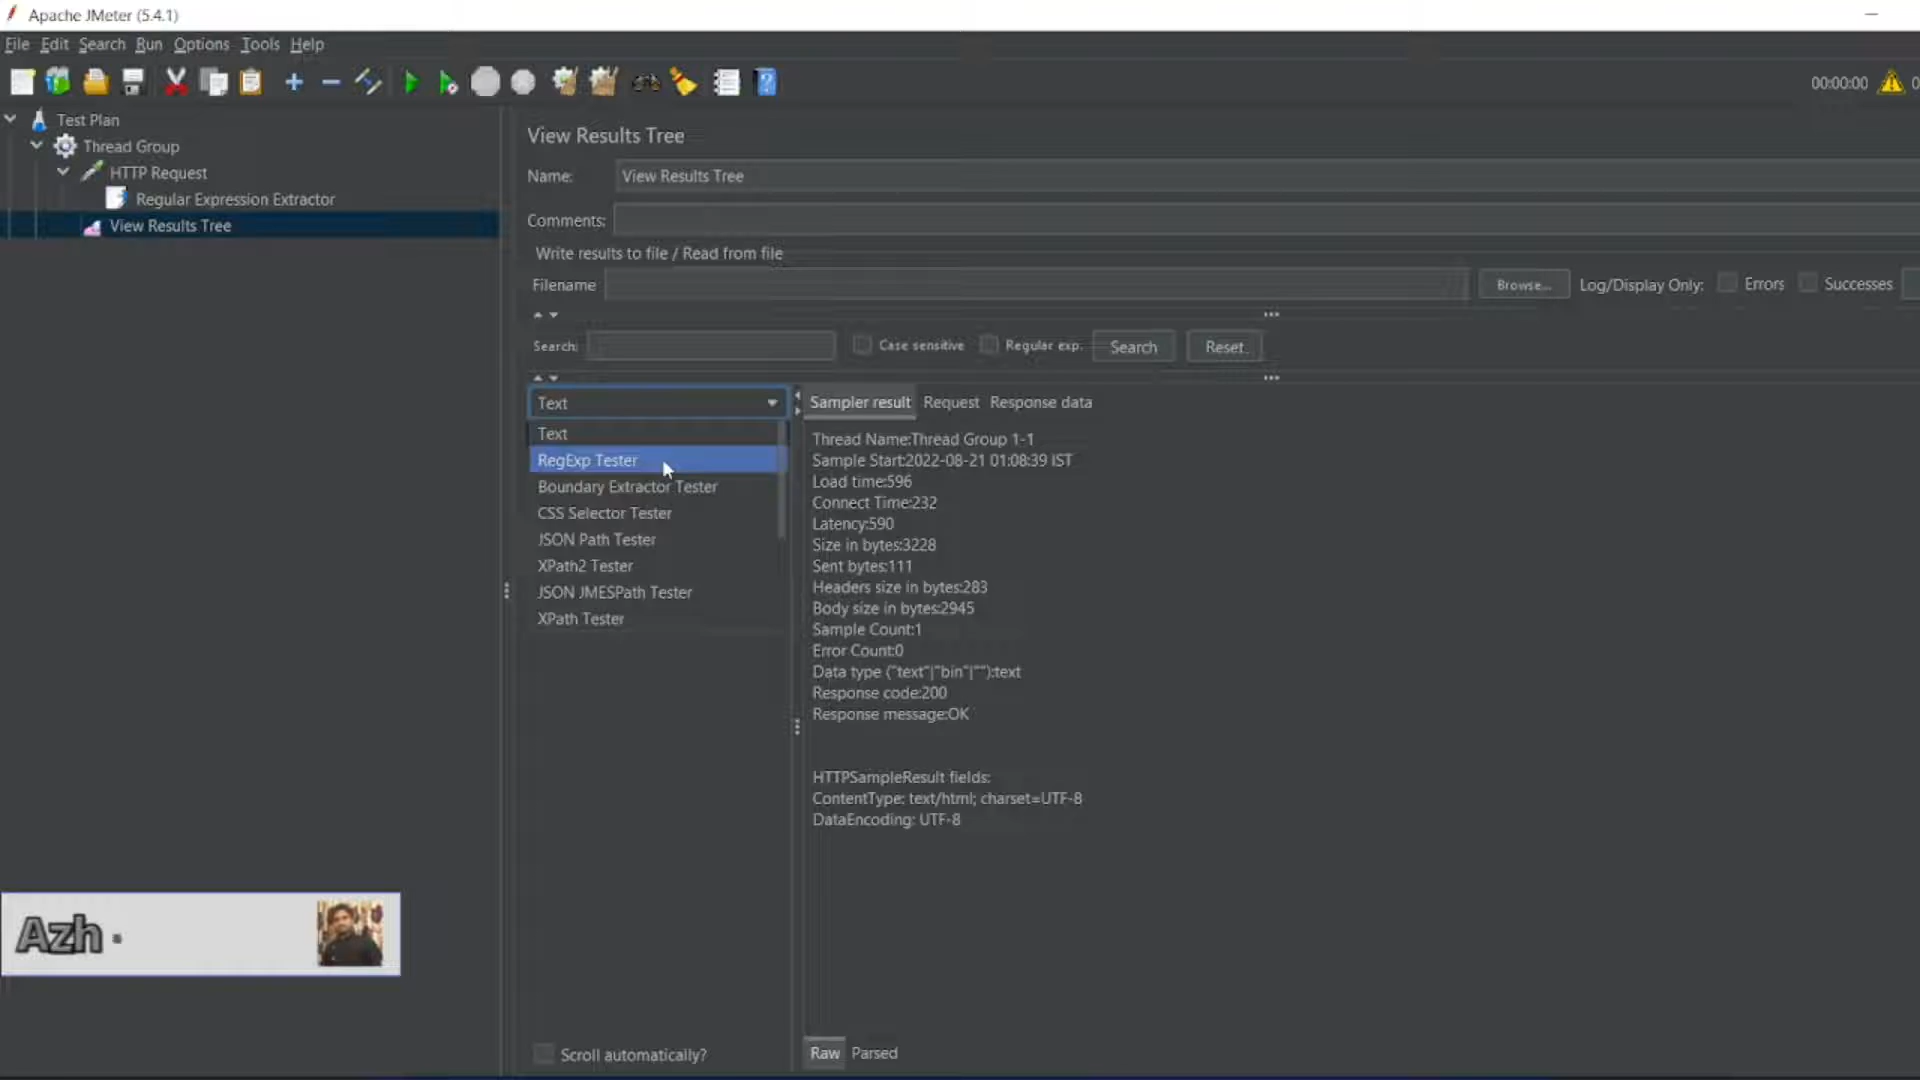 Apache JMeter (5.4.1)
File Edit Search Run Options Tools Help
00:00:00
Test Plan
Thread Group
HTTP Request
Regular Expression Extractor
View Results Tree
View Results Tree
Name: View Results Tree
Comments:
Write results to file / Read from file
Filename Browse... Log/Display Only: Errors Successes
Search: Case sensitive Regular exp. Search Reset
Text
Text
RegExp Tester
Boundary Extractor Tester
CSS Selector Tester
JSON Path Tester
XPath2 Tester
JSON JMESPath Tester
XPath Tester
Sampler result Request Response data
Thread Name:Thread Group 1-1
Sample Start:2022-08-21 01:08:39 IST
Load time:596
Connect Time:232
Latency:590
Size in bytes:3228
Sent bytes:111
Headers size in bytes:283
Body size in bytes:2945
Sample Count:1
Error Count:0
Data type ("text"|"bin"|""):text
Response code:200
Response message:OK
HTTPSampleResult fields:
ContentType: text/html; charset=UTF-8
DataEncoding: UTF-8
Azh
Scroll automatically?
Raw Parsed